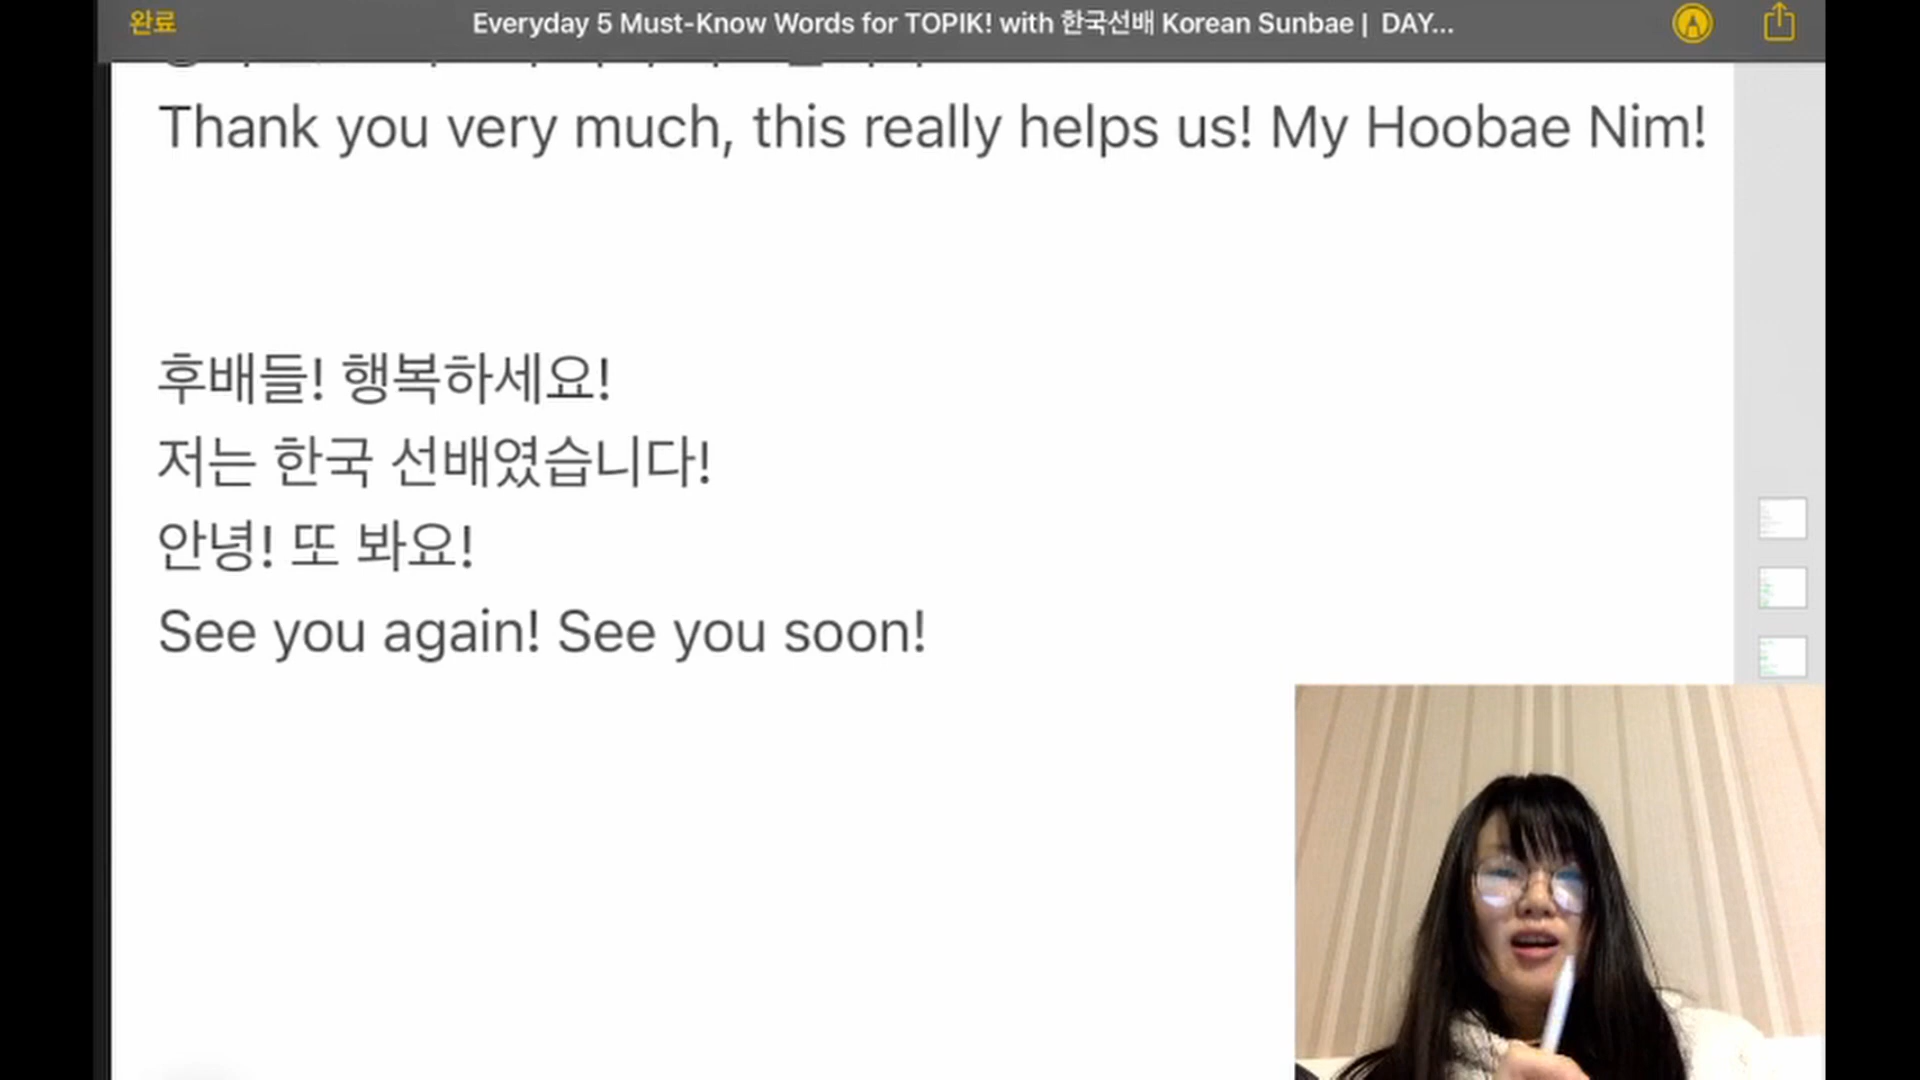 완료
Everyday 5 Must-Know Words for TOPIK! with 한국선배 Korean Sunbae | DAY...
Thank you very much, this really helps us! My Hoobae Nim!
후배들! 행복하세요!
저는 한국 선배였습니다!
안녕! 또 봐요!
See you again! See you soon!